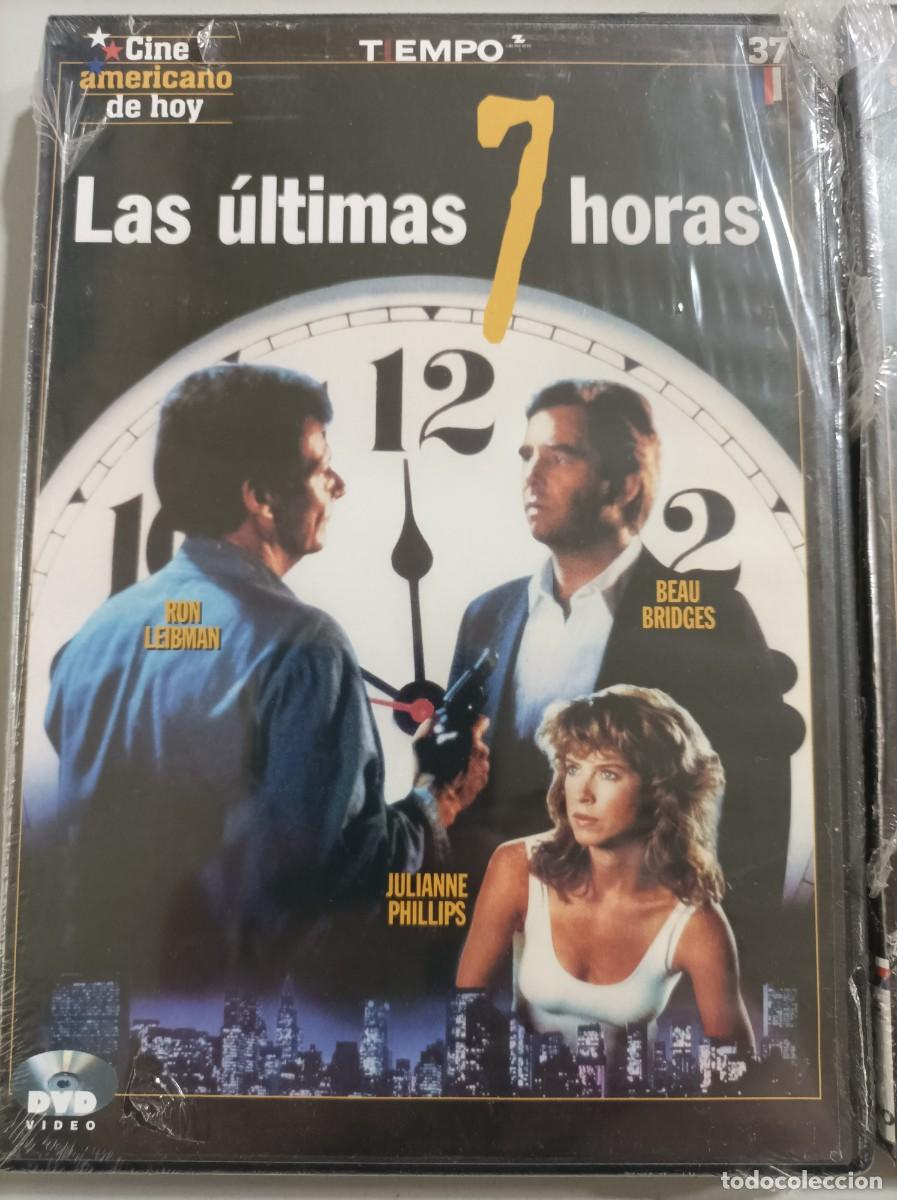 Cine
americano
de hoy
TIEMPO
37
Las últimas 7 horas
12
2
RON
LEIBMAN
BEAU
BRIDGES
JULIANNE
PHILLIPS
DVD
VIDEO
todocoleccion